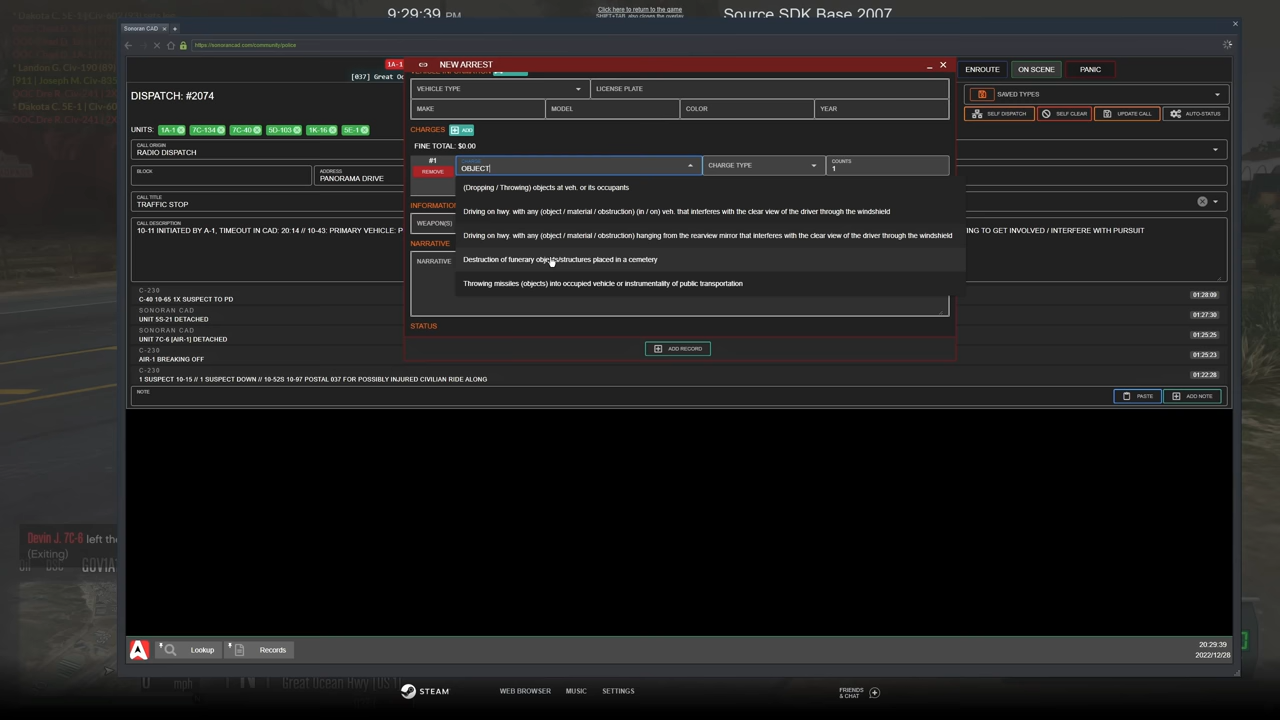 9:29:39 PM
Click here to return to the game
SHIFT+TAB also closes the overlay
Source SDK Base 2007
Sonoran CAD
https://sonorancad.com/community/police
1A-1
[037] Great Oc
NEW ARREST
ENROUTE
ON SCENE
PANIC
DISPATCH: #2074
SAVED TYPES
SELF DISPATCH
SELF CLEAR
UPDATE CALL
AUTO-STATUS
UNITS: 1A-1 7C-134 7C-40 5D-103 1K-16 5E-1
CALL ORIGIN
RADIO DISPATCH
BLOCK
ADDRESS
PANORAMA DRIVE
CALL TITLE
TRAFFIC STOP
CALL DESCRIPTION
10-11 INITIATED BY A-1, TIMEOUT IN CAD: 20:14 // 10-43: PRIMARY VEHICLE: P
NG TO GET INVOLVED / INTERFERE WITH PURSUIT
VEHICLE INFORMATION
VEHICLE TYPE
LICENSE PLATE
MAKE
MODEL
COLOR
YEAR
CHARGES ADD
FINE TOTAL: $0.00
#1
REMOVE
CHARGE
OBJECT
CHARGE TYPE
COUNTS
1
(Dropping / Throwing) objects at veh. or its occupants
Driving on hwy. with any (object / material / obstruction) (in / on) veh. that interferes with the clear view of the driver through the windshield
Driving on hwy. with any (object / material / obstruction) hanging from the rearview mirror that interferes with the clear view of the driver through the windshield
Destruction of funerary objects/structures placed in a cemetery
Throwing missiles (objects) into occupied vehicle or instrumentality of public transportation
INFORMATION
WEAPON(S)
NARRATIVE
NARRATIVE
STATUS
ADD RECORD
C-230
C-40 10-65 1X SUSPECT TO PD
01:28:09
SONORAN CAD
UNIT 5S-21 DETACHED
01:27:30
SONORAN CAD
UNIT 7C-6 [AIR-1] DETACHED
01:25:25
C-230
AIR-1 BREAKING OFF
01:25:23
C-230
1 SUSPECT 10-15 // 1 SUSPECT DOWN // 10-52S 10-97 POSTAL 037 FOR POSSIBLY INJURED CIVILIAN RIDE ALONG
01:22:28
NOTE
PASTE
ADD NOTE
Devin J. 7C-6 left the
(Exiting)
Lookup
Records
20:29:39
2022/12/28
mph
Great Ocean Hwy [US 1]
STEAM
WEB BROWSER
MUSIC
SETTINGS
FRIENDS
& CHAT